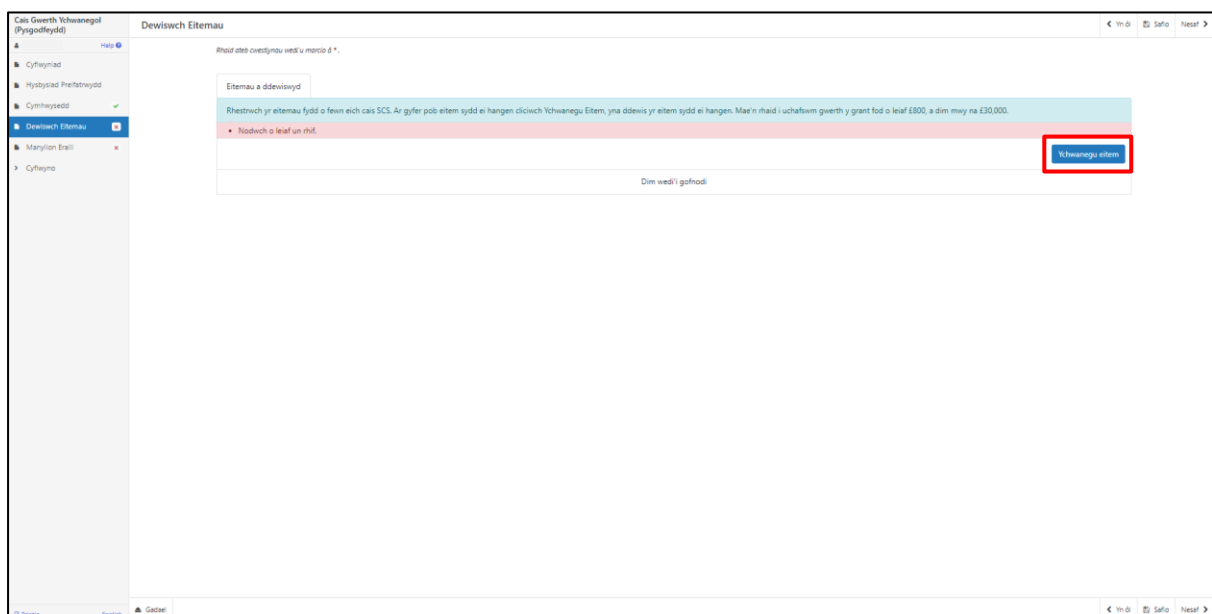 Cais Gwerth Ychwanegol
(Pysgodfeydd)
Help
Cyflwyniad
Hysbysiad Preifatrwydd
Cymhwysedd
Dewiswch Eitemau
Manylion Eraill
Cyflwyno
Dewiswch Eitemau
Yn ôl Safio Nesaf
Rhaid ateb cwestiynau wedi u marcio â *.
Eitemau a ddewiswyd
Rhestrwch yr eitemau fydd o fewn eich cais SCS. Ar gyfer pob eitem sydd ei hangen cliciwch Ychwanegu Eitem, yna ddewis yr eitem sydd ei hangen. Mae'n rhaid i uchafswm gwerth y grant fod o leiaf £800, a dim mwy na £30,000.
• Nodwch o leiaf un rhif.
Ychwanegu eitem
Dim wedi'i gofnodi
English
Gadael
Yn ôl Safio Nesaf